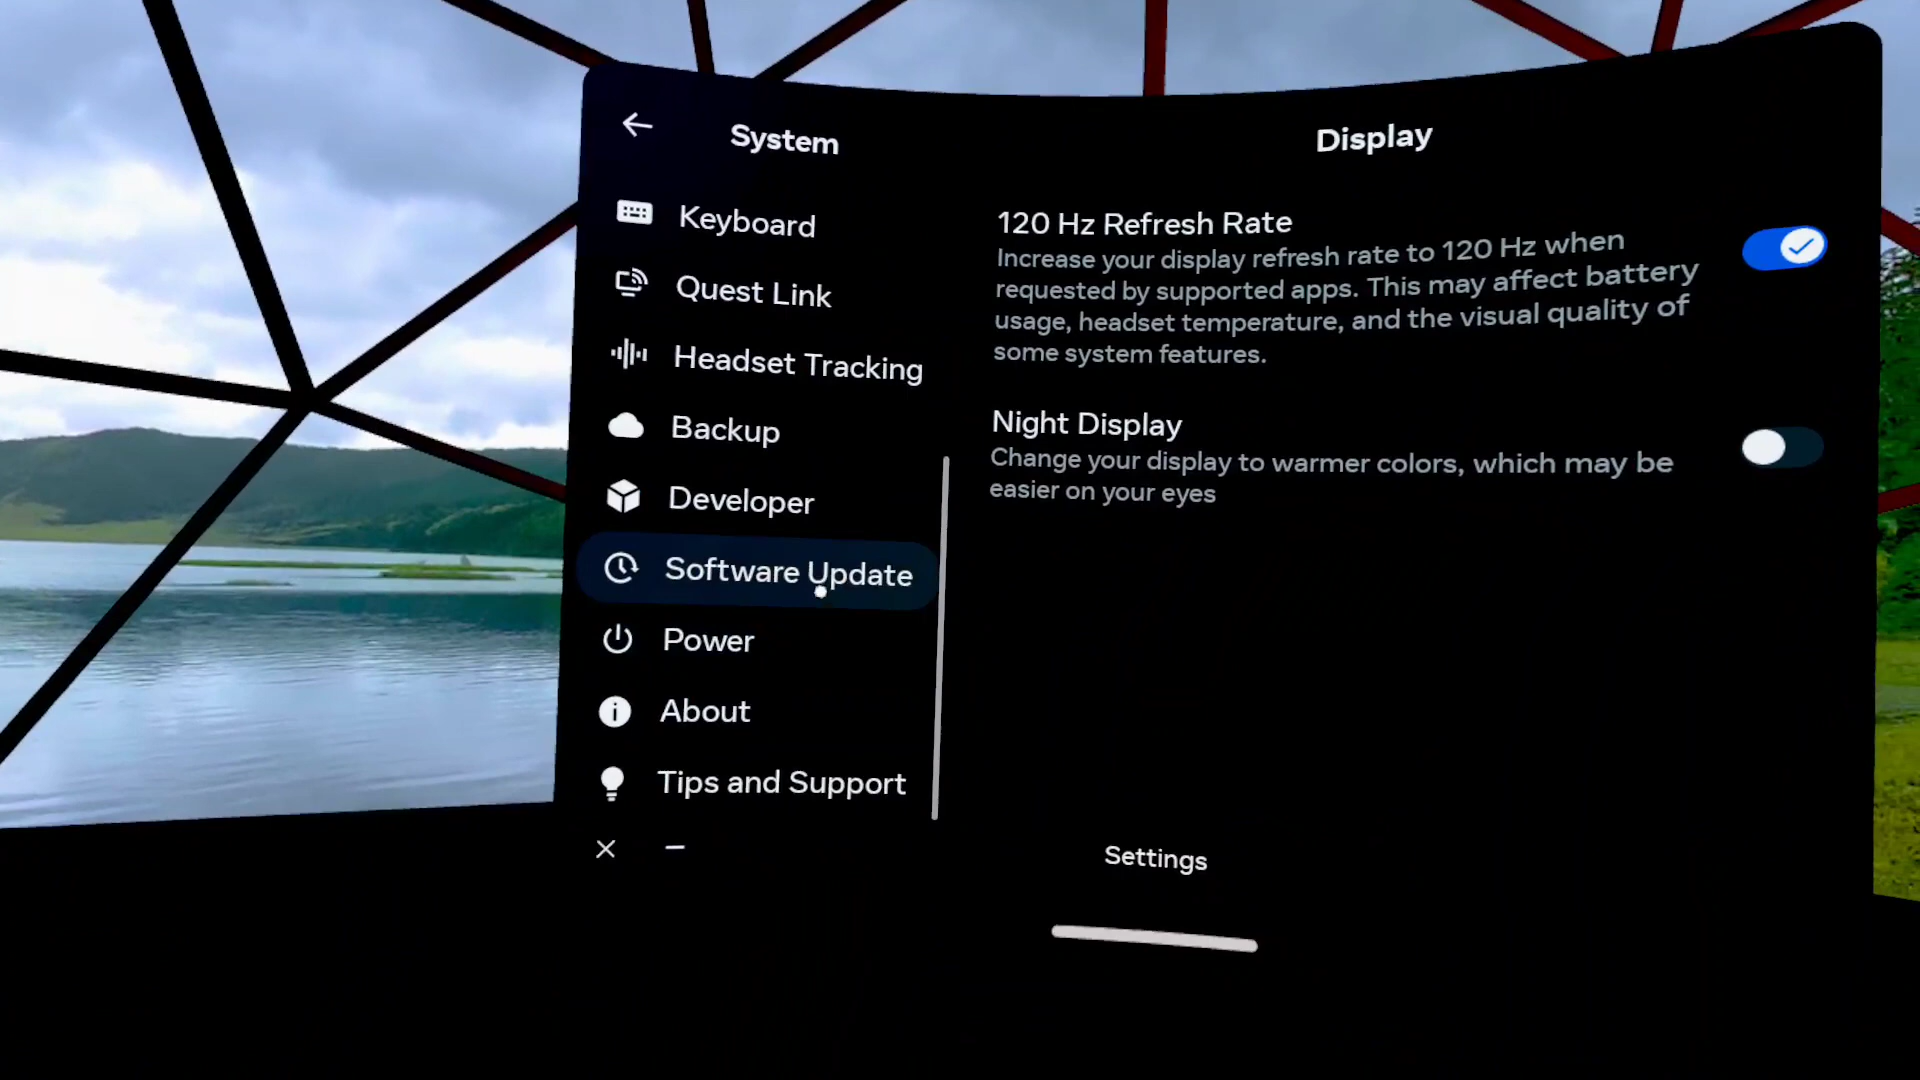 System
Keyboard
Quest Link
Headset Tracking
Backup
Developer
Software Update
Power
About
Tips and Support
Display
120 Hz Refresh Rate
Increase your display refresh rate to 120 Hz when
requested by supported apps. This may affect battery
usage, headset temperature, and the visual quality of
some system features.
Night Display
Change your display to warmer colors, which may be
easier on your eyes
Settings